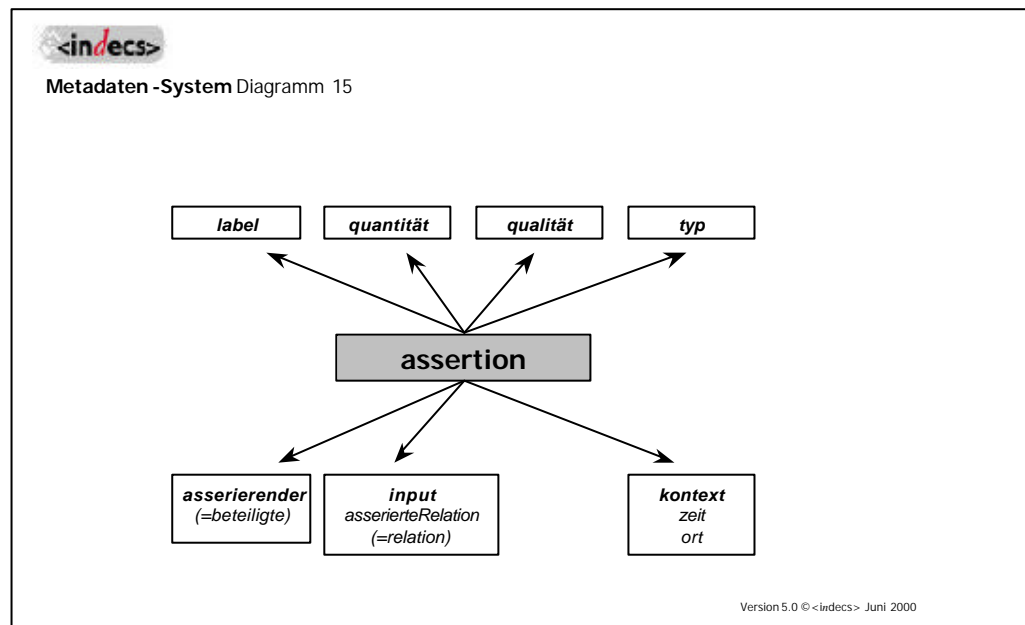 <indecs>
Metadaten -System Diagramm 15
label quantität qualität typ
assertion
asserierender input kontext
(=beteiligte) asserierteRelation zeit
(=relation) ort
Version 5.0 © <indecs> Juni 2000